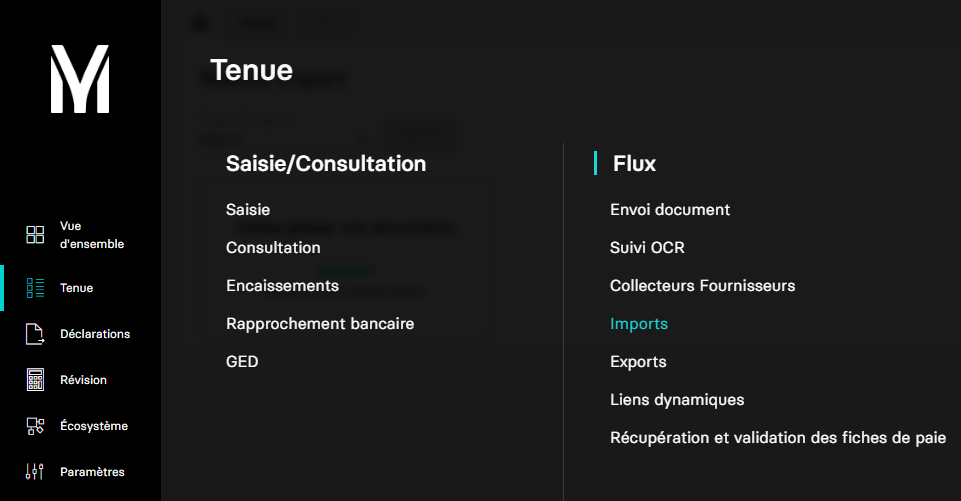 Vue
d'ensemble
Tenue
Déclarations
Révision
Écosystème
Paramètres
Tenue
Saisie/Consultation
Saisie
Consultation
Encaissements
Rapprochement bancaire
GED
Flux
Envoi document
Suivi OCR
Collecteurs Fournisseurs
Imports
Exports
Liens dynamiques
Récupération et validation des fiches de paie